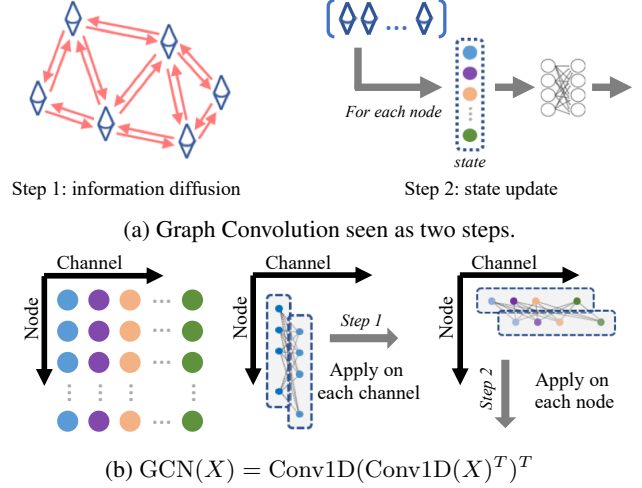 { ... }
For each node
state
Step 1: information diffusion
Step 2: state update
(a) Graph Convolution seen as two steps.
Channel
Node
Channel
Node
Step 1
Apply on
each channel
Channel
Node
Step 2
Apply on
each node
(b) GCN(X) = Conv1D(Conv1D(X)^T)^T